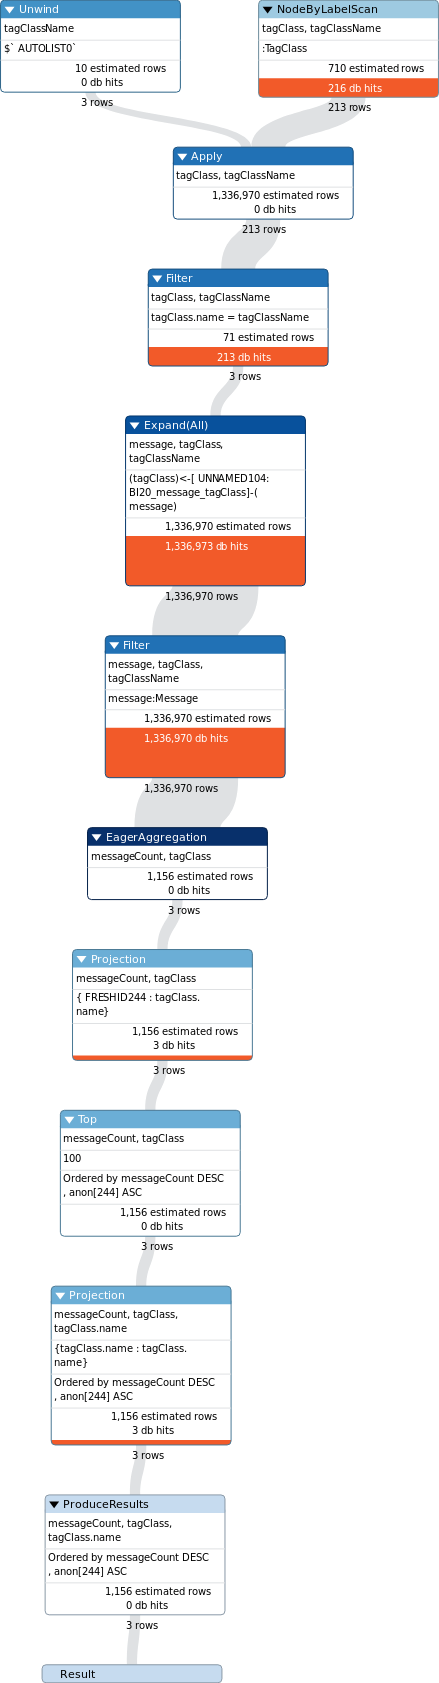 Unwind
tagClassName
$` AUTOLIST0`
10 estimated rows
0 db hits
3 rows
NodeByLabelScan
tagClass, tagClassName
:TagClass
710 estimated rows
216 db hits
213 rows
Apply
tagClass, tagClassName
1,336,970 estimated rows
0 db hits
213 rows
Filter
tagClass, tagClassName
tagClass.name = tagClassName
71 estimated rows
213 db hits
3 rows
Expand(All)
message, tagClass,
tagClassName
(tagClass)<-[ UNNAMED104:
BI20_message_tagClass]-(
message)
1,336,970 estimated rows
1,336,973 db hits
1,336,970 rows
Filter
message, tagClass,
tagClassName
message:Message
1,336,970 estimated rows
1,336,970 db hits
1,336,970 rows
EagerAggregation
messageCount, tagClass
1,156 estimated rows
0 db hits
3 rows
Projection
messageCount, tagClass
{ FRESHID244 : tagClass.
name}
1,156 estimated rows
3 db hits
3 rows
Top
messageCount, tagClass
100
Ordered by messageCount DESC
, anon[244] ASC
1,156 estimated rows
0 db hits
3 rows
Projection
messageCount, tagClass,
tagClass.name
{tagClass.name : tagClass.
name}
Ordered by messageCount DESC
, anon[244] ASC
1,156 estimated rows
3 db hits
3 rows
ProduceResults
messageCount, tagClass,
tagClass.name
Ordered by messageCount DESC
, anon[244] ASC
1,156 estimated rows
0 db hits
3 rows
Result